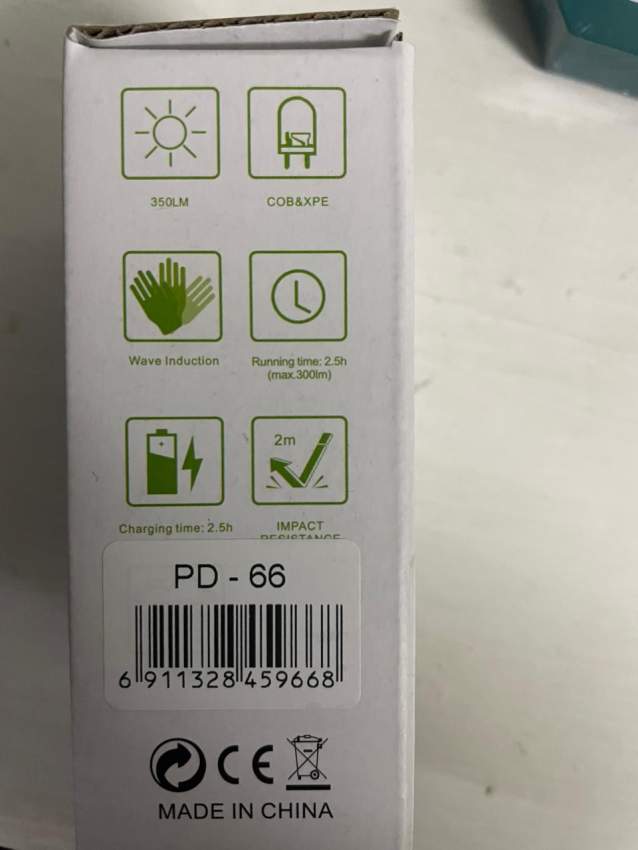 350LM
COB&XPE
Wave Induction
Running time: 2.5h
(max.300lm)
2m
Charging time: 2.5h
IMPACT
RESISTANCE
PD - 66
6 911328 459668
CE
MADE IN CHINA